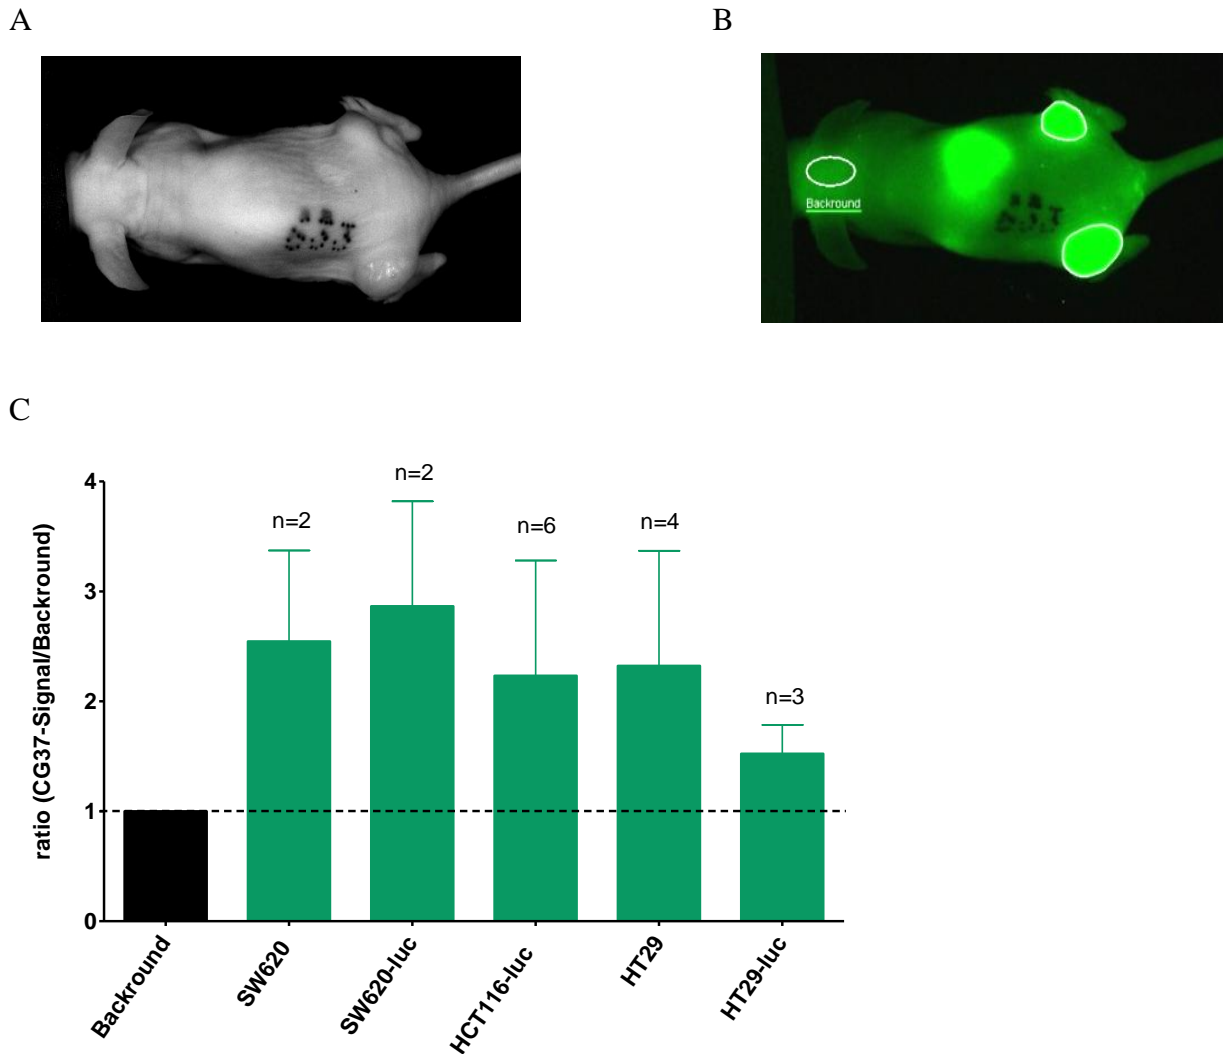 A
B
Backround
C
ratio (CG37-Signal/Backround)
4
3
2
1
0
n=2
n=2
n=6
n=4
n=3
Backround
SW620
SW620-luc
HCT116-luc
HT29
HT29-luc